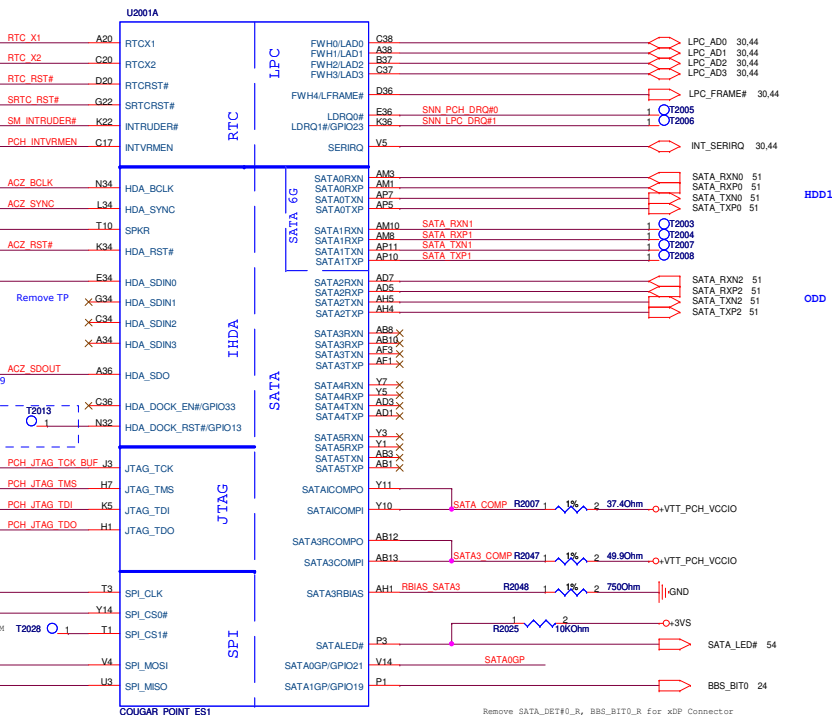 U2001A
RTC_X1 A20 RTCX1 FWH0/LAD0 C38 LPC_AD0 30,44
FWH1/LAD1 A38 LPC_AD1 30,44
RTC_X2 C20 RTCX2 FWH2/LAD2 B37 LPC_AD2 30,44
FWH3/LAD3 C37 LPC_AD3 30,44
LPC
RTC_RST# D20 RTCRST#
FWH4/LFRAME# D36 LPC_FRAME# 30,44
SRTC_RST# G22 SRTCRST#
LDRQ0# E36 SNN_PCH_DRQ#0 1 T2005
SM_INTRUDER# K22 INTRUDER# LDRQ1#/GPIO23 K36 SNN_LPC_DRQ#1 1 T2006
RTC
PCH_INTVRMEN C17 INTVRMEN SERIRQ V5 INT_SERIRQ 30,44
SATA0RXN AM3 SATA_RXN0 51
ACZ_BCLK N34 HDA_BCLK SATA0RXP AM1 SATA_RXP0 51
SATA0TXN AP7 SATA_TXN0 51 HDD1
ACZ_SYNC L34 HDA_SYNC SATA0TXP AP5 SATA_TXP0 51
SATA 6G
T10 SPKR SATA1RXN AM10 SATA_RXN1 1 T2003
SATA1RXP AM8 SATA_RXP1 1 T2004
ACZ_RST# K34 HDA_RST# SATA1TXN AP11 SATA_TXN1 1 T2007
SATA1TXP AP10 SATA_TXP1 1 T2008
E34 HDA_SDIN0 SATA2RXN AD7 SATA_RXN2 51
SATA2RXP AD5 SATA_RXP2 51
Remove TP G34 HDA_SDIN1 SATA2TXN AH5 SATA_TXN2 51 ODD
SATA2TXP AH4 SATA_TXP2 51
C34 HDA_SDIN2
IHDA
SATA3RXN AB8
A34 HDA_SDIN3 SATA3RXP AB10
SATA3TXN AF3
SATA3TXP AF1
ACZ_SDOUT A36 HDA_SDO
9
SATA
SATA4RXN Y7
SATA4RXP Y5
C36 HDA_DOCK_EN#/GPIO33 SATA4TXN AD3
SATA4TXP AD1
T2013 1 N32 HDA_DOCK_RST#/GPIO13
SATA5RXN Y3
SATA5RXP Y1
SATA5TXN AB3
PCH_JTAG_TCK_BUF J3 JTAG_TCK SATA5TXP AB1
PCH_JTAG_TMS H7 JTAG_TMS SATAICOMPO Y11
JTAG
PCH_JTAG_TDI K5 JTAG_TDI SATAICOMPI Y10 SATA_COMP R2007 1 1% 2 37.4Ohm +VTT_PCH_VCCIO
PCH_JTAG_TDO H1 JTAG_TDO
SATA3RCOMPO AB12
SATA3COMPI AB13 SATA3_COMP R2047 1 1% 2 49.9Ohm +VTT_PCH_VCCIO
T3 SPI_CLK SATA3RBIAS AH1 RBIAS_SATA3 R2048 1 1% 2 750Ohm GND
Y14 SPI_CS0#
M T2028 1 T1 SPI_CS1#
1 2 +3VS
R2025 10KOhm
SPI
SATALED# P3 SATA_LED# 54
V4 SPI_MOSI SATA0GP/GPIO21 V14 SATA0GP
U3 SPI_MISO SATA1GP/GPIO19 P1 BBS_BIT0 24
COUGAR_POINT_ES1
Remove SATA_DET#0_R, BBS_BIT0_R for xDP Connector